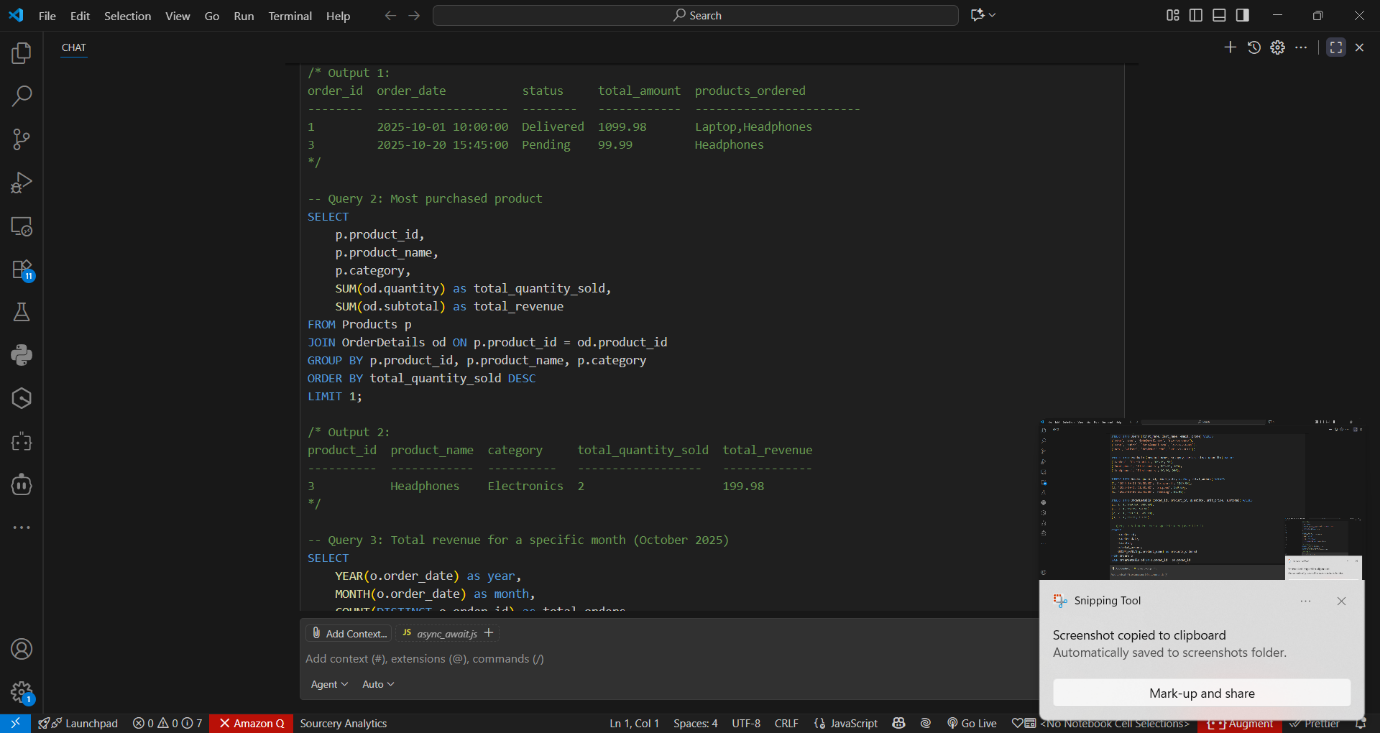 File Edit Selection View Go Run Terminal Help
Search
CHAT
/* Output 1:
order_id order_date status total_amount products_ordered
-------- ------------------- -------- ------------ ------------------------
1 2025-10-01 10:00:00 Delivered 1099.98 Laptop,Headphones
3 2025-10-20 15:45:00 Pending 99.99 Headphones
*/
-- Query 2: Most purchased product
SELECT
p.product_id,
p.product_name,
p.category,
SUM(od.quantity) as total_quantity_sold,
SUM(od.subtotal) as total_revenue
FROM Products p
JOIN OrderDetails od ON p.product_id = od.product_id
GROUP BY p.product_id, p.product_name, p.category
ORDER BY total_quantity_sold DESC
LIMIT 1;
/* Output 2:
product_id product_name category total_quantity_sold total_revenue
---------- ------------ ---------- ------------------ -------------
3 Headphones Electronics 2 199.98
*/
-- Query 3: Total revenue for a specific month (October 2025)
SELECT
YEAR(o.order_date) as year,
MONTH(o.order_date) as month,
COUNT(DISTINCT o.order_id) as total_orders
11
Add Context... JS async_await.js +
Add context (#), extensions (@), commands (/)
Agent Auto
Snipping Tool
Screenshot copied to clipboard
Automatically saved to screenshots folder.
Mark-up and share
1
Launchpad 0 0 7 Amazon Q Sourcery Analytics Ln 1, Col 1 Spaces: 4 UTF-8 CRLF {} JavaScript Go Live <No Notebook Cell Selections> Augment Prettier